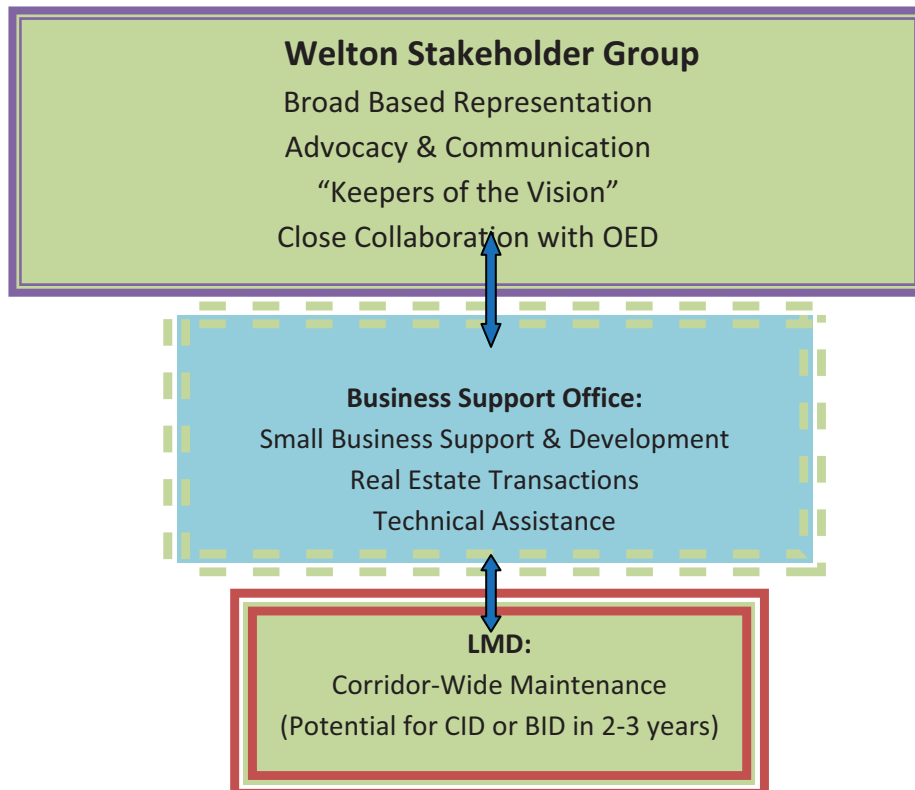 Welton Stakeholder Group
Broad Based Representation
Advocacy & Communication
“Keepers of the Vision”
Close Collaboration with OED
Business Support Office:
Small Business Support & Development
Real Estate Transactions
Technical Assistance
LMD:
Corridor-Wide Maintenance
(Potential for CID or BID in 2-3 years)